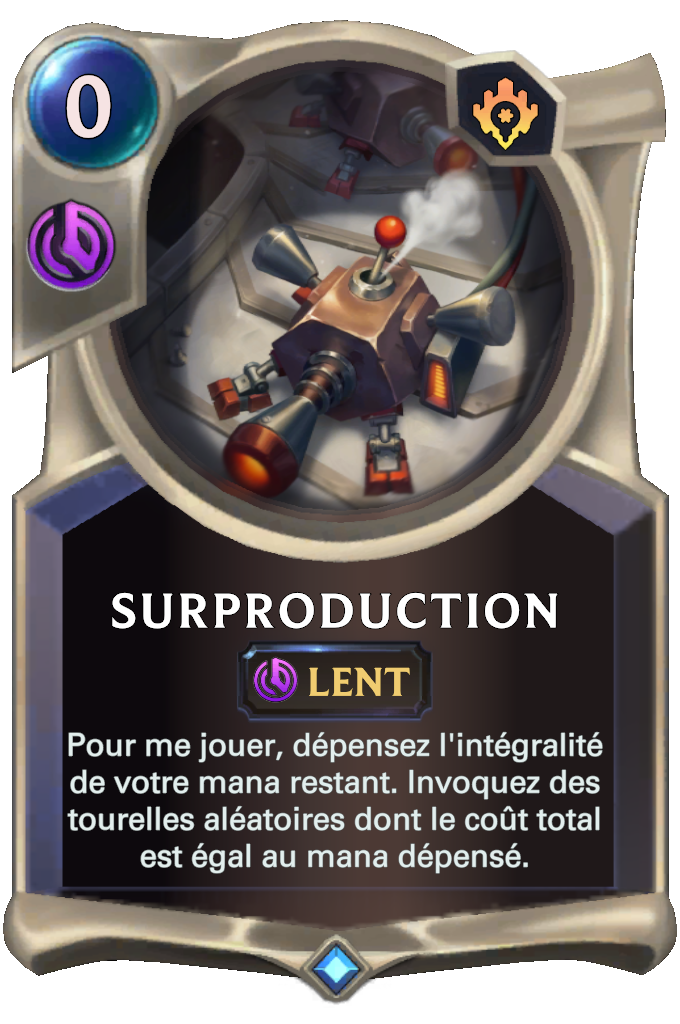 0
SURPRODUCTION
LENT
Pour me jouer, dépensez l'intégralité
de votre mana restant. Invoquez des
tourelles aléatoires dont le coût total
est égal au mana dépensé.